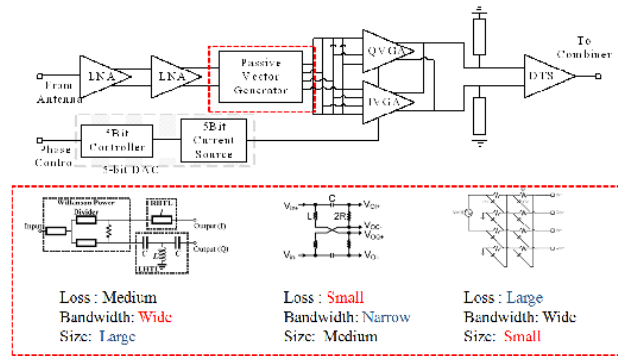 LNA
LNA
Passive
Vector
Generator
QVGA
IVGA
DTS
To
Combiner
From
Antenna
Phase Control
5Bit
Controller
5Bit
Current
Source
5-bit DAC
Wilkinson Power
Divider
Input
Output (I)
Output (Q)
C
C
LHTL
C
L
2R
Loss : Medium
Bandwidth: Wide
Size: Large
Loss : Small
Bandwidth: Narrow
Size: Medium
Loss : Large
Bandwidth: Wide
Size: Small